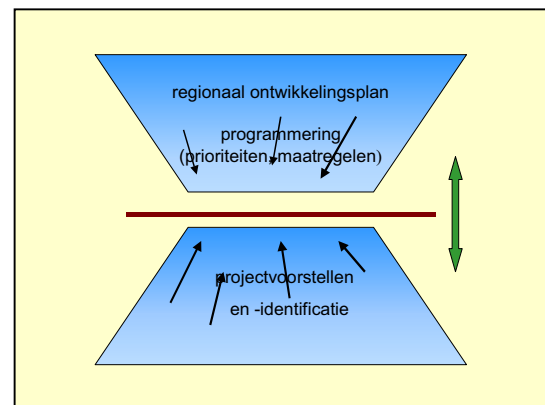 regionaal ontwikkelingsplan
programmering
(prioriteiten, maatregelen)
projectvoorstellen
en -identificatie